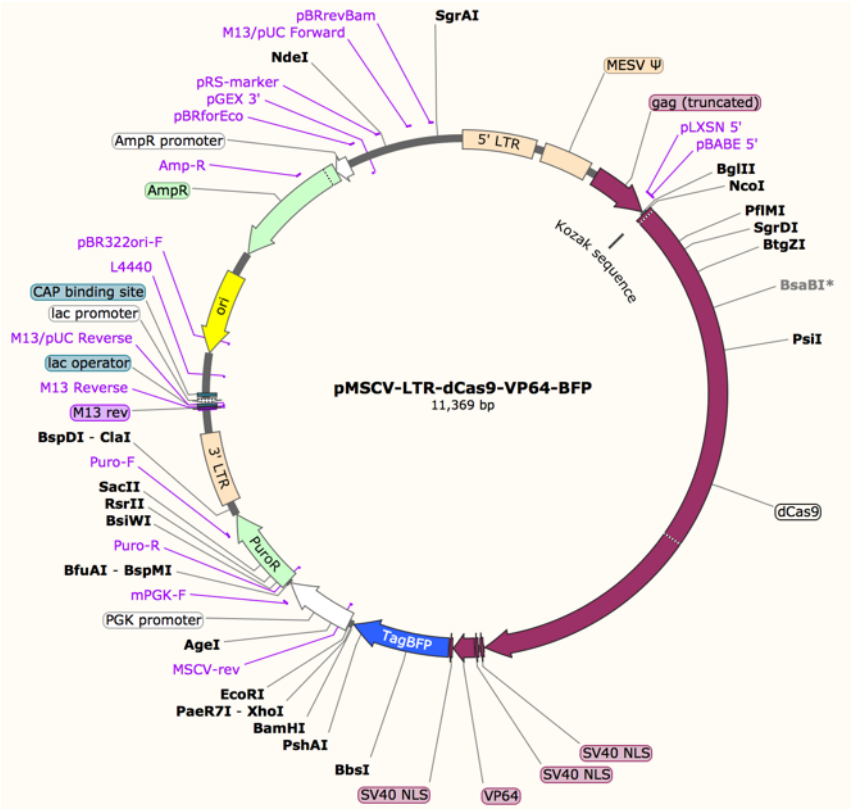 SgrAI
pBRrevBam
M13/pUC Forward
NdeI
pRS-marker
pGEX 3'
pBRforEco
AmpR promoter
Amp-R
AmpR
pBR322ori-F
L4440
CAP binding site
lac promoter
M13/pUC Reverse
lac operator
M13 Reverse
M13 rev
BspDI - ClaI
Puro-F
SacII
RsrII
BsiWI
Puro-R
BfuAI - BspMI
mPGK-F
PGK promoter
AgeI
MSCV-rev
EcoRI
PaeR7I - XhoI
BamHI
PshAI
BbsI
SV40 NLS
VP64
SV40 NLS
SV40 NLS
dCas9
PsiI
BsaBI*
BtgZI
SgrDI
PflMI
NcoI
BglII
pBABE 5'
pLXSN 5'
gag (truncated)
MESV Ψ
5' LTR
Kozak sequence
ori
3' LTR
PuroR
TagBFP
pMSCV-LTR-dCas9-VP64-BFP
11,369 bp